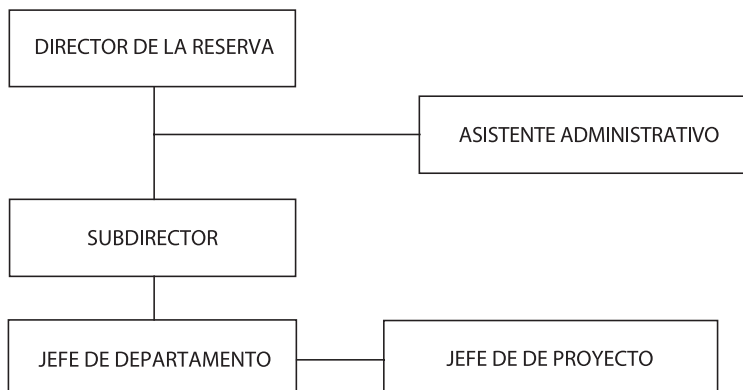 DIRECTOR DE LA RESERVA
ASISTENTE ADMINISTRATIVO
SUBDIRECTOR
JEFE DE DEPARTAMENTO
JEFE DE DE PROYECTO